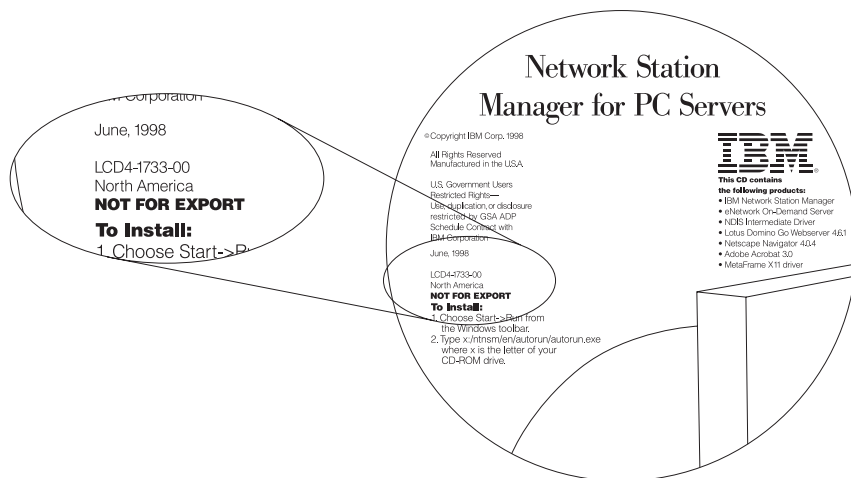 IBM Corporation
June, 1998
LCD4-1733-00
North America
NOT FOR EXPORT
To Install:
1. Choose Start->R
Network Station
Manager for PC Servers
© Copyright IBM Corp. 1998
All Rights Reserved
Manufactured in the U.S.A.
U.S. Government Users
Restricted Rights—
Use, duplication, or disclosure
restricted by GSA ADP
Schedule Contract with
IBM Corporation
June, 1998
LCD4-1733-00
North America
NOT FOR EXPORT
To Install:
1. Choose Start->Run from
the Windows toolbar.
2. Type x:/ntnsm/en/autorun/autorun.exe
where x is the letter of your
CD-ROM drive.
IBM®
This CD contains
the following products:
• IBM Network Station Manager
• eNetwork On-Demand Server
• NDIS Intermediate Driver
• Lotus Domino Go Webserver 4.6.1
• Netscape Navigator 4.0.4
• Adobe Acrobat 3.0
• MetaFrame X11 driver